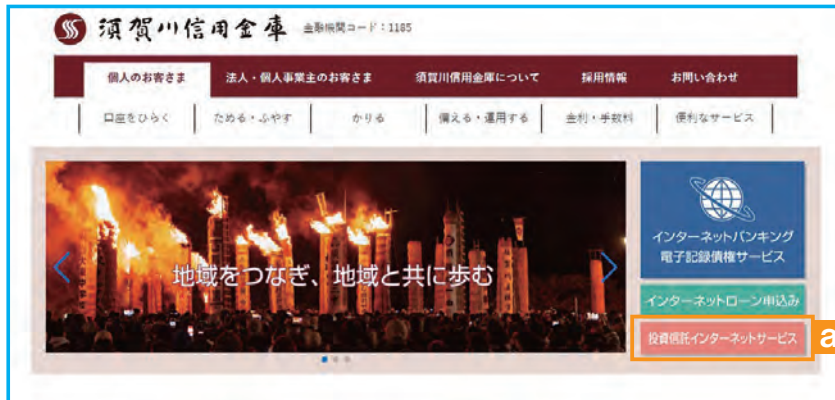 須賀川信用金庫 金融機関コード：1185
個人のお客さま 法人・個人事業主のお客さま 須賀川信用金庫について 採用情報 お問い合わせ
口座をひらく ためる・ふやす かりる 備える・運用する 金利・手数料 便利なサービス
地域をつなぎ、地域と共に歩む
インターネットバンキング
電子記録債権サービス
インターネットローン申込み
投資信託インターネットサービス a